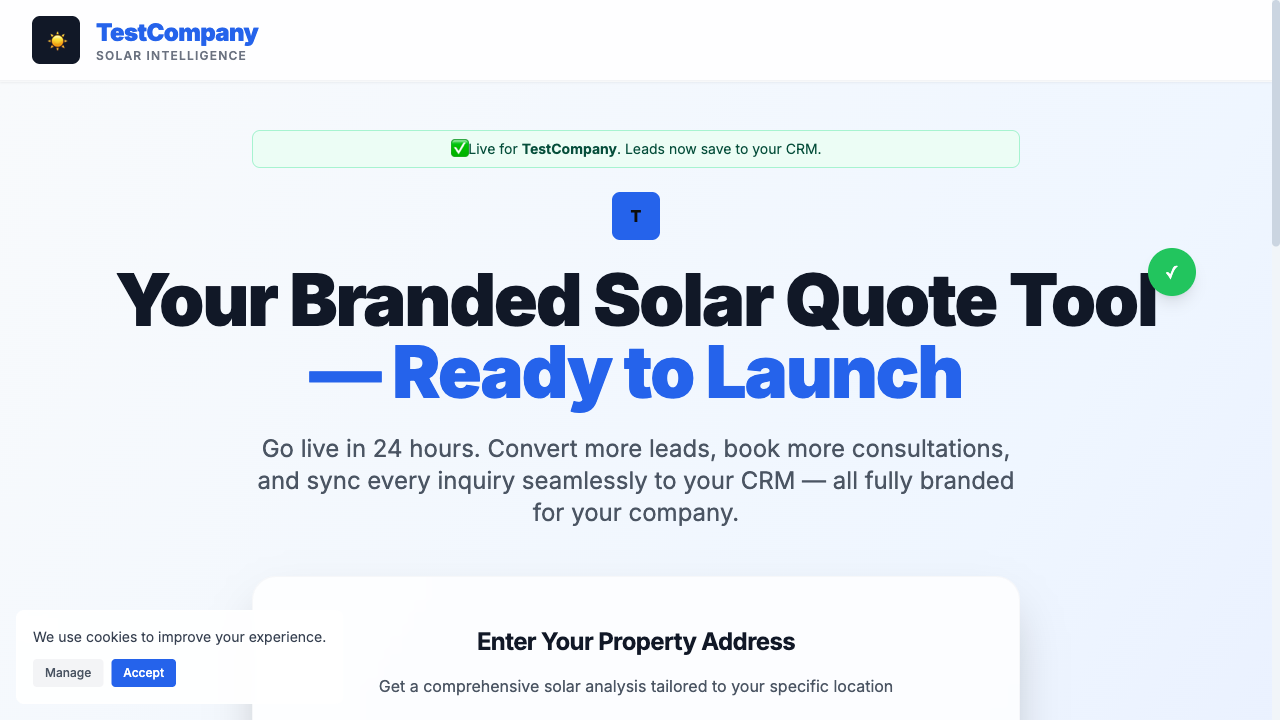 TestCompany
SOLAR INTELLIGENCE
✅Live for TestCompany. Leads now save to your CRM.
T
Your Branded Solar Quote Tool
— Ready to Launch
✓
Go live in 24 hours. Convert more leads, book more consultations,
and sync every inquiry seamlessly to your CRM — all fully branded
for your company.
Enter Your Property Address
Get a comprehensive solar analysis tailored to your specific location
We use cookies to improve your experience.
Manage Accept